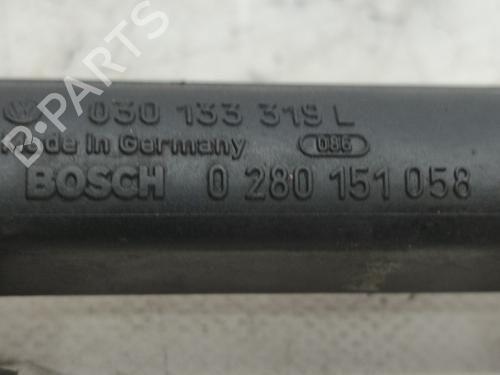 030 133 319 L
Made in Germany 086
BOSCH 0 280 151 058
B-PARTS